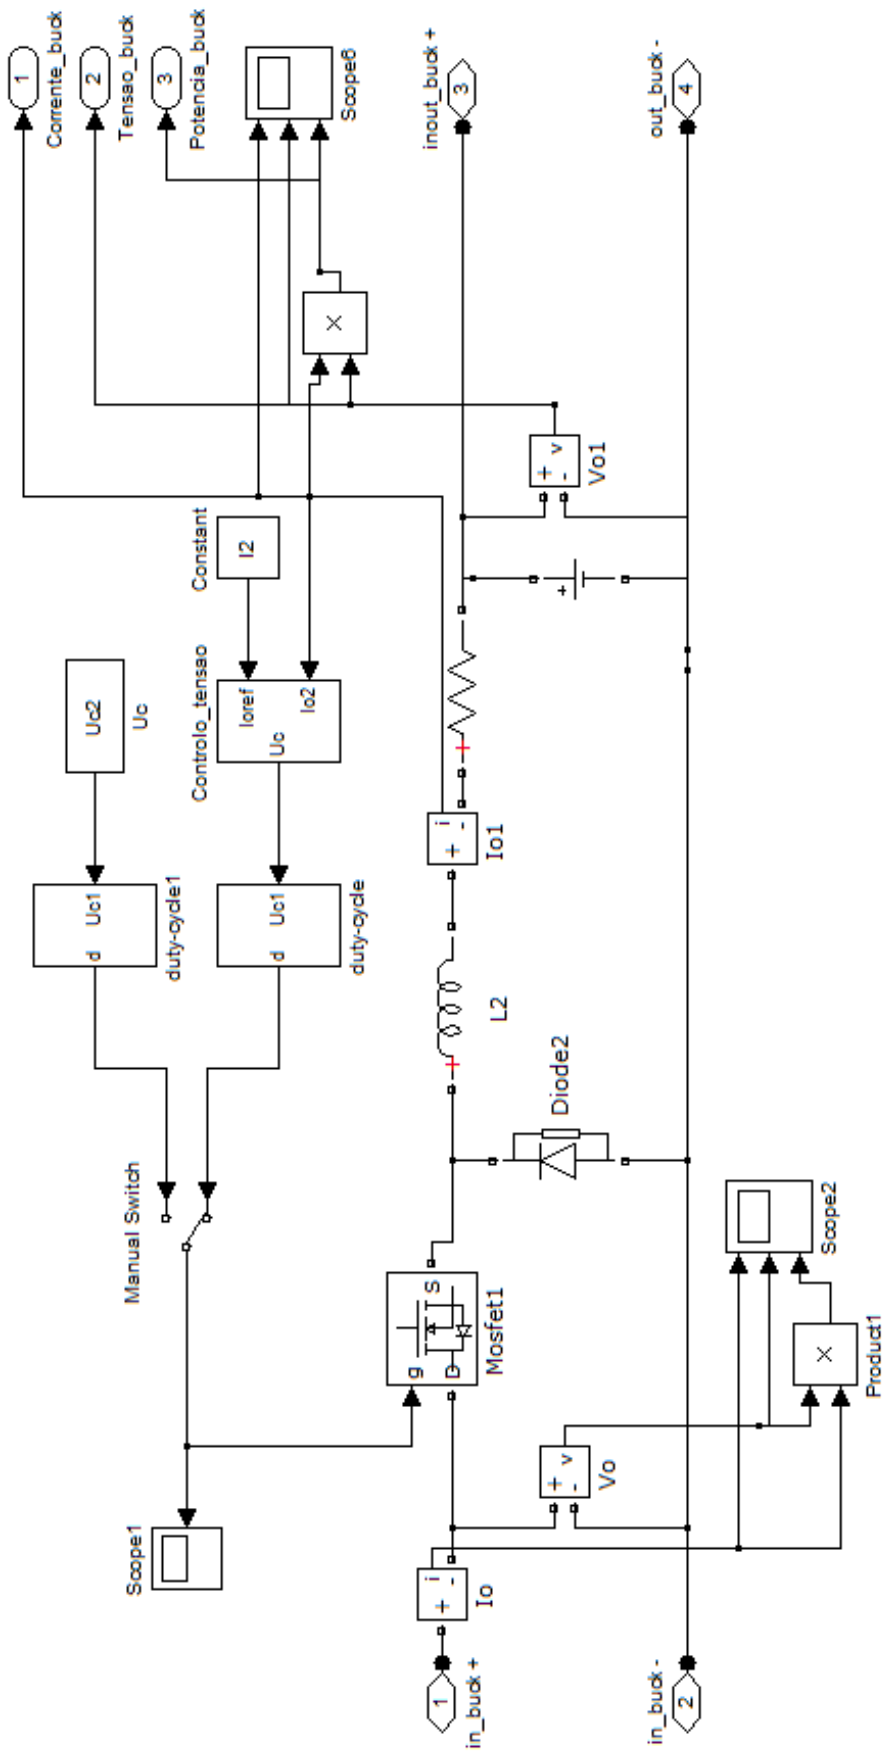 Corrente_buck
1
Tensao_buck
2
Potencia_buck
3
Scope6
Uc2
Uc
Uc1
d
duty-cycle1
Constant
I2
Controlo_tensao
Ioref
Io2
Uc
Uc1
d
duty-cycle
Manual Switch
Scope1
×
g
D
S
Mosfet1
L2
+
i
-
Io1
inout_buck +
3
1
in_buck +
+
i
-
Io
+
v
-
Vo
Diode2
+
+
v
-
Vo1
in_buck -
2
out_buck -
4
Scope2
×
Product1